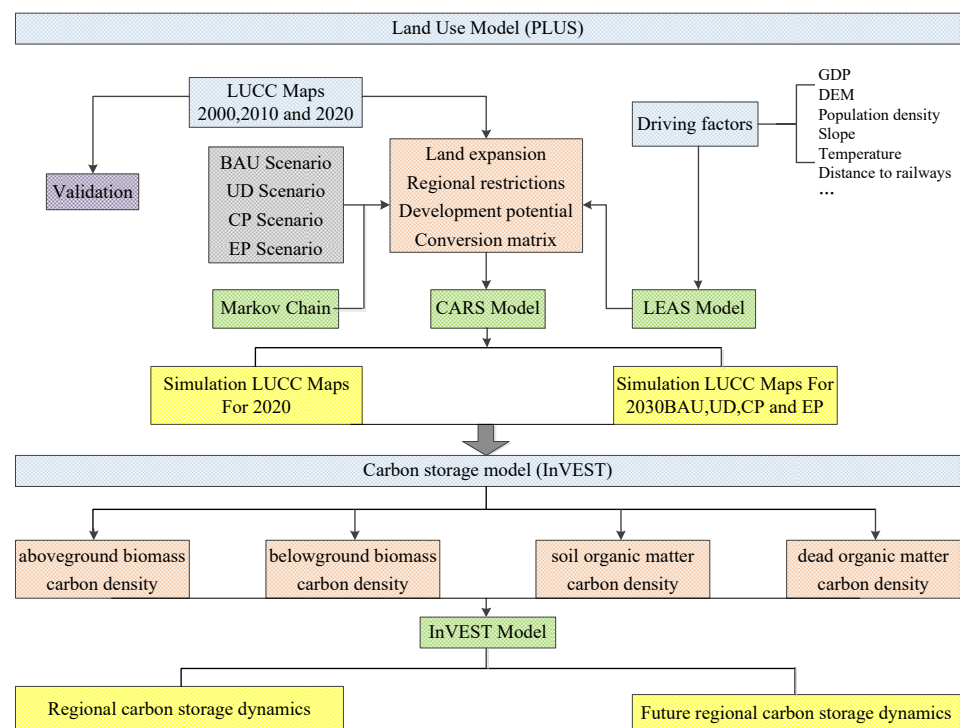 Land Use Model (PLUS)
LUCC Maps
2000,2010 and 2020
Driving factors
GDP
DEM
Population density
Slope
Temperature
Distance to railways
...
Validation
BAU Scenario
UD Scenario
CP Scenario
EP Scenario
Land expansion
Regional restrictions
Development potential
Conversion matrix
Markov Chain
CARS Model
LEAS Model
Simulation LUCC Maps
For 2020
Simulation LUCC Maps For
2030BAU,UD,CP and EP
Carbon storage model (InVEST)
aboveground biomass
carbon density
belowground biomass
carbon density
soil organic matter
carbon density
dead organic matter
carbon density
InVEST Model
Regional carbon storage dynamics
Future regional carbon storage dynamics